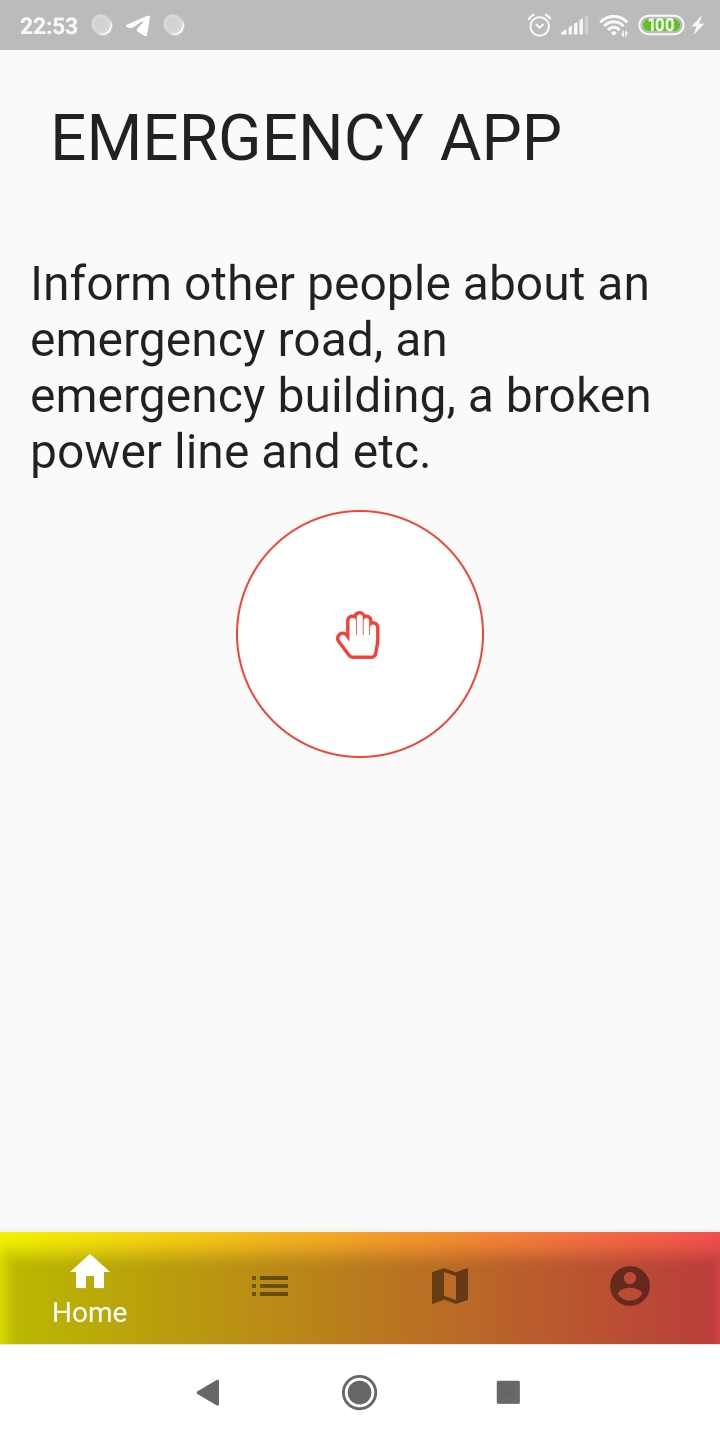 22:53
100
EMERGENCY APP
Inform other people about an
emergency road, an
emergency building, a broken
power line and etc.
Home